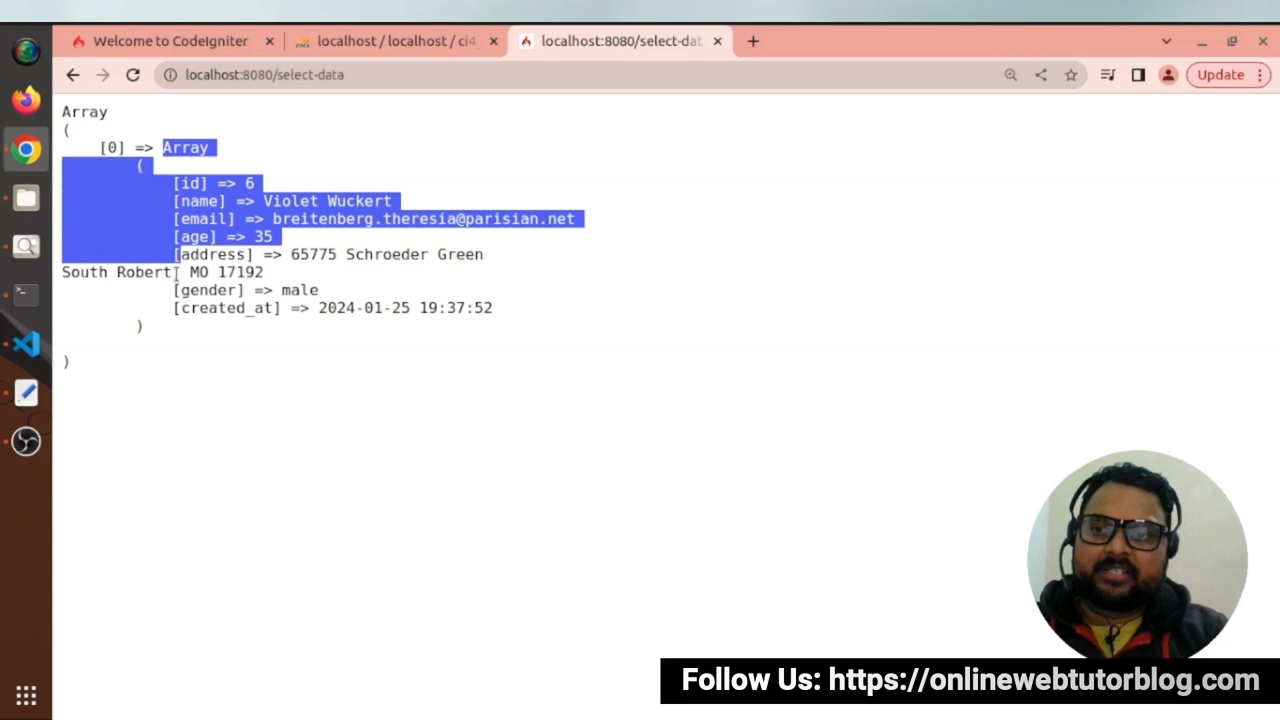 Welcome to CodeIgniter
localhost / localhost / ci4
localhost:8080/select-dat
localhost:8080/select-data
Update
Array
(
[0] => Array
(
[id] => 6
[name] => Violet Wuckert
[email] => breitenberg.theresia@parisian.net
[age] => 35
[address] => 65775 Schroeder Green
South Robert, MO 17192
[gender] => male
[created_at] => 2024-01-25 19:37:52
)
)
Follow Us: https://onlinewebtutorblog.com